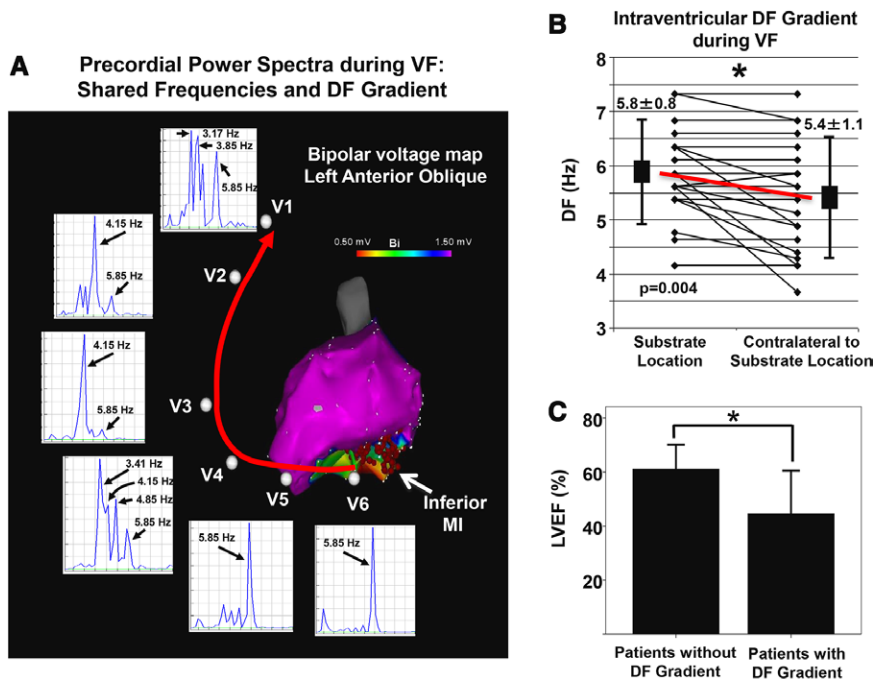 A
Precordial Power Spectra during VF:
Shared Frequencies and DF Gradient
3.17 Hz
3.85 Hz
5.85 Hz
Bipolar voltage map
Left Anterior Oblique
V1
0.50 mV Bi 1.50 mV
4.15 Hz
5.85 Hz
V2
4.15 Hz
5.85 Hz
V3
3.41 Hz
4.15 Hz
4.85 Hz
5.85 Hz
V4
V5
V6
Inferior
MI
5.85 Hz
5.85 Hz
B
Intraventricular DF Gradient
during VF
*
8
7
6
5
4
3
DF (Hz)
5.8±0.8
5.4±1.1
p=0.004
Substrate
Location
Contralateral to
Substrate Location
C
*
80
60
40
20
LVEF (%)
Patients without
DF Gradient
Patients with
DF Gradient